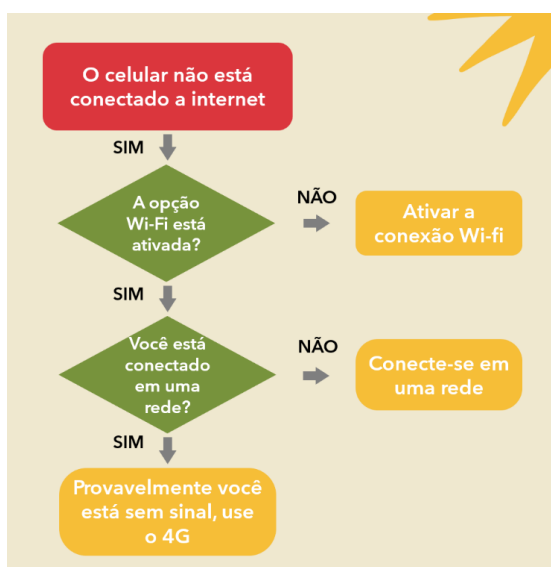 O celular não está
conectado a internet
SIM
A opção
Wi-Fi está
ativada?
NÃO
Ativar a
conexão Wi-fi
SIM
Você está
conectado
em uma
rede?
NÃO
Conecte-se em
uma rede
SIM
Provavelmente você
está sem sinal, use
o 4G